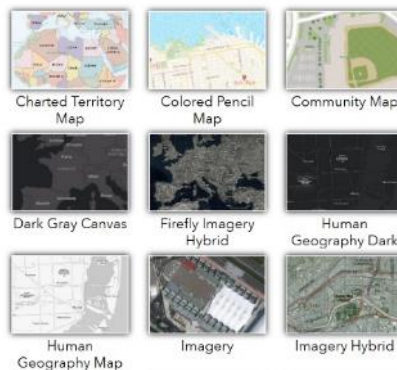 Charted Territory
Map
Colored Pencil
Map
Community Map
Dark Gray Canvas
Firefly Imagery
Hybrid
Human
Geography Dark
Human
Geography Map
Imagery
Imagery Hybrid